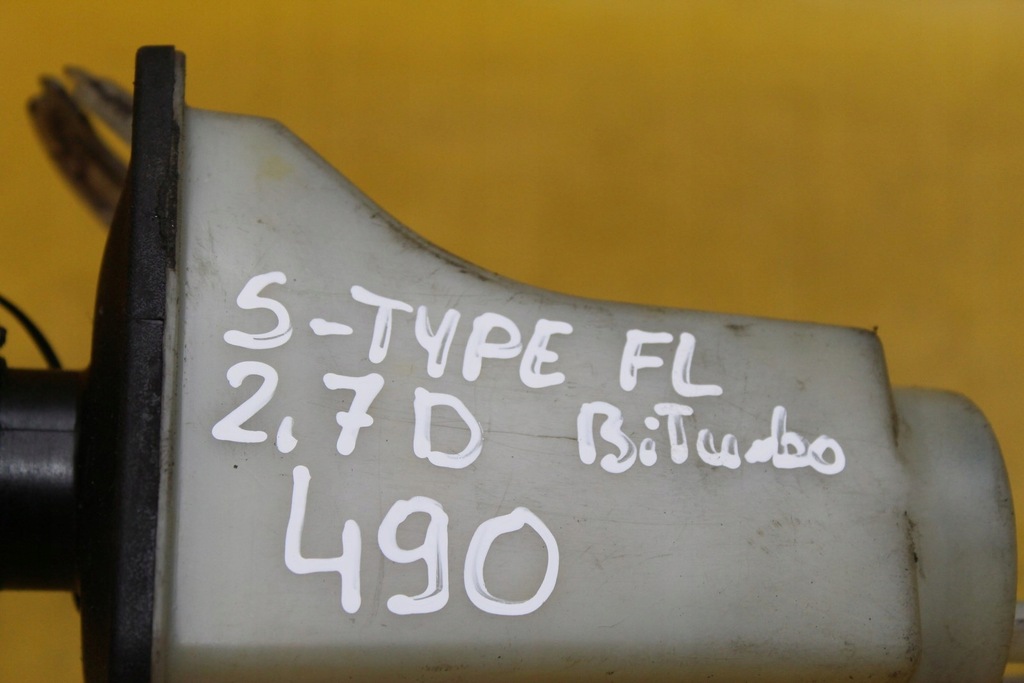 S-TYPE FL
2,7D BiTurbo
490